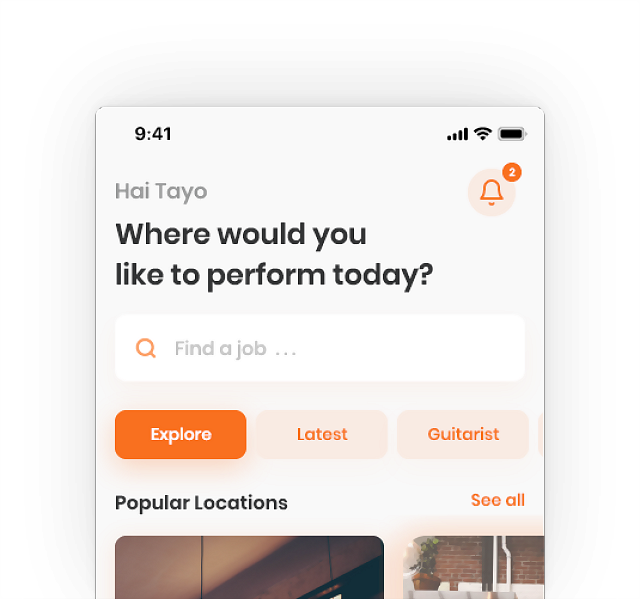 9:41
2
Hai Tayo
Where would you
like to perform today?
Find a job ...
Explore
Latest
Guitarist
Popular Locations
See all